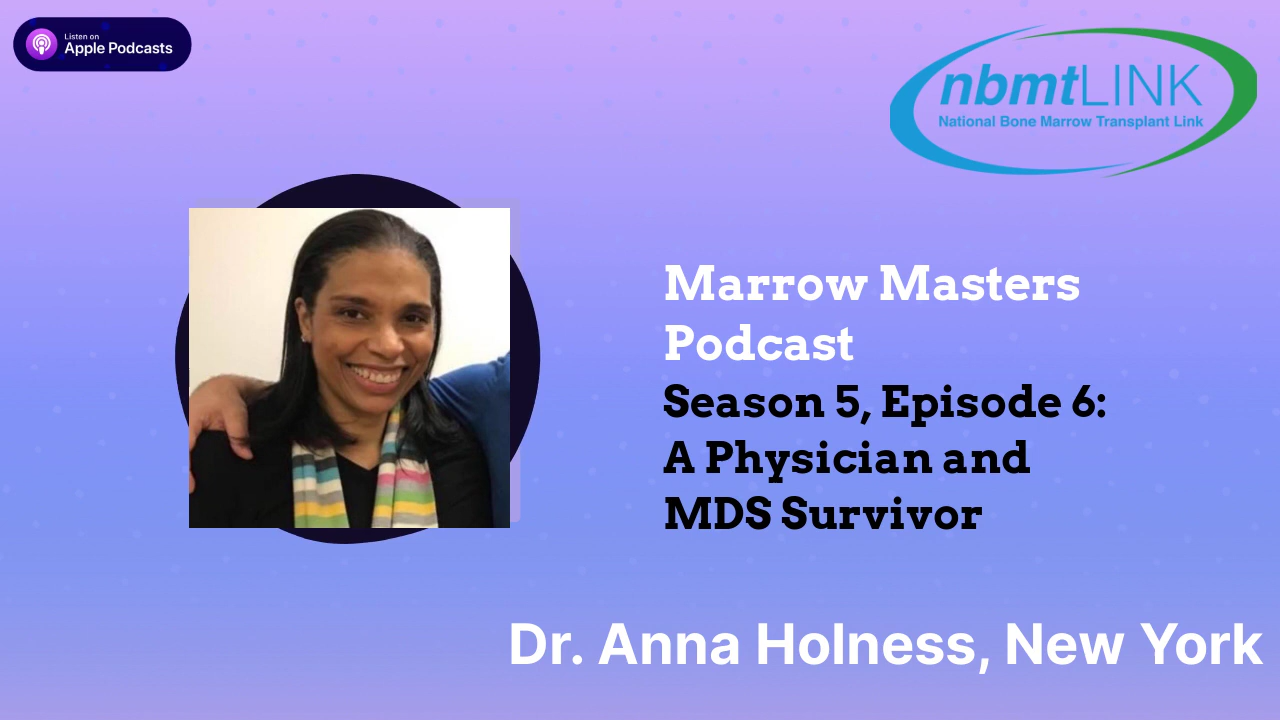 Listen on
Apple Podcasts
nbmtLINK
National Bone Marrow Transplant Link
Marrow Masters
Podcast
Season 5, Episode 6:
A Physician and
MDS Survivor
Dr. Anna Holness, New York